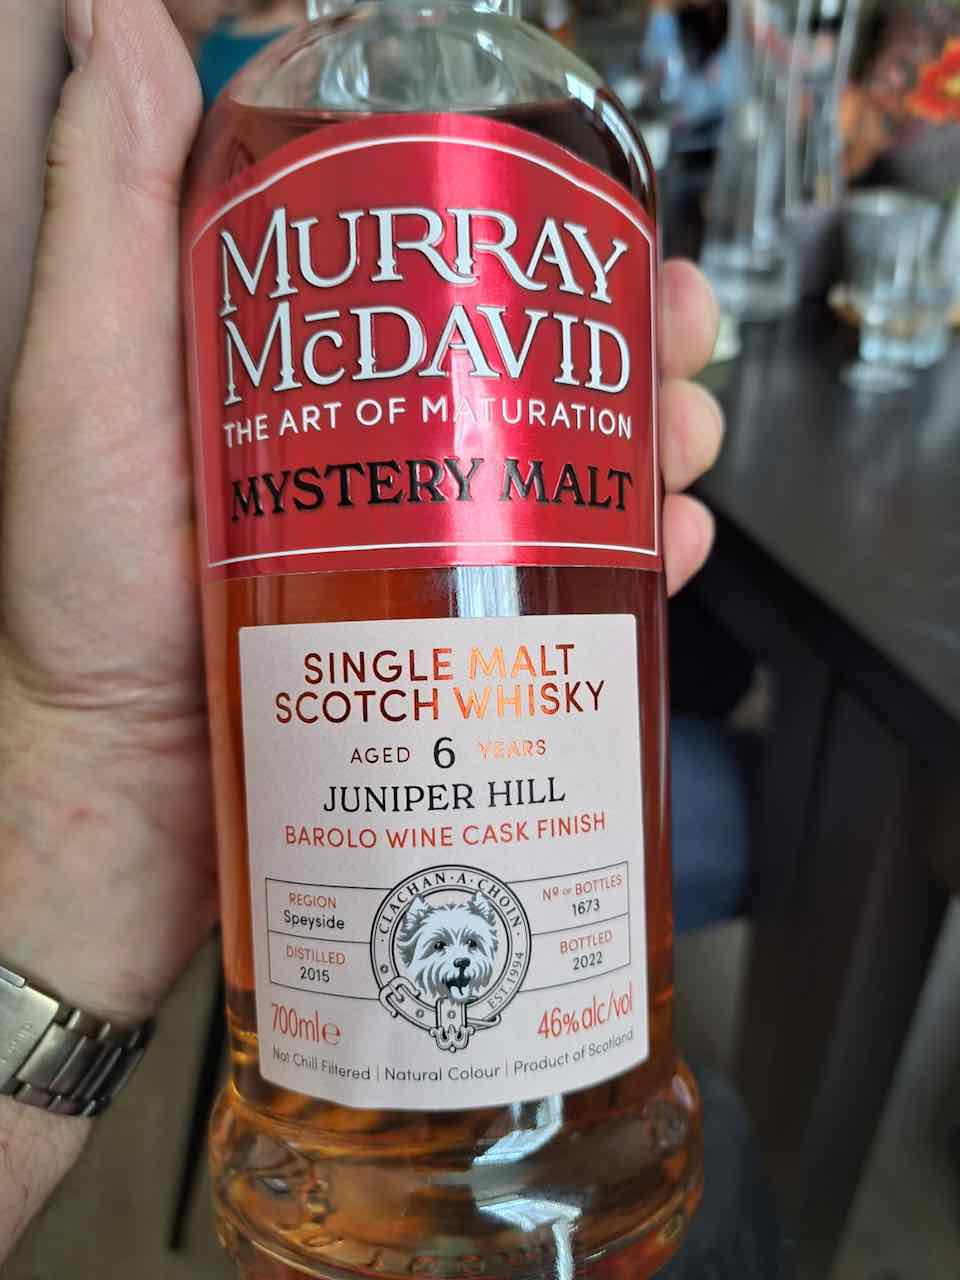 MURRAY
McDAVID
THE ART OF MATURATION
MYSTERY MALT
SINGLE MALT
SCOTCH WHISKY
AGED 6 YEARS
JUNIPER HILL
BAROLO WINE CASK FINISH
REGION
Speyside
DISTILLED
2015
CLACHAN·A·CHOIN
EST.1994
Nº OF BOTTLES
1673
BOTTLED
2022
700ml℮
46%alc/vol
Not Chill Filtered | Natural Colour | Product of Scotland